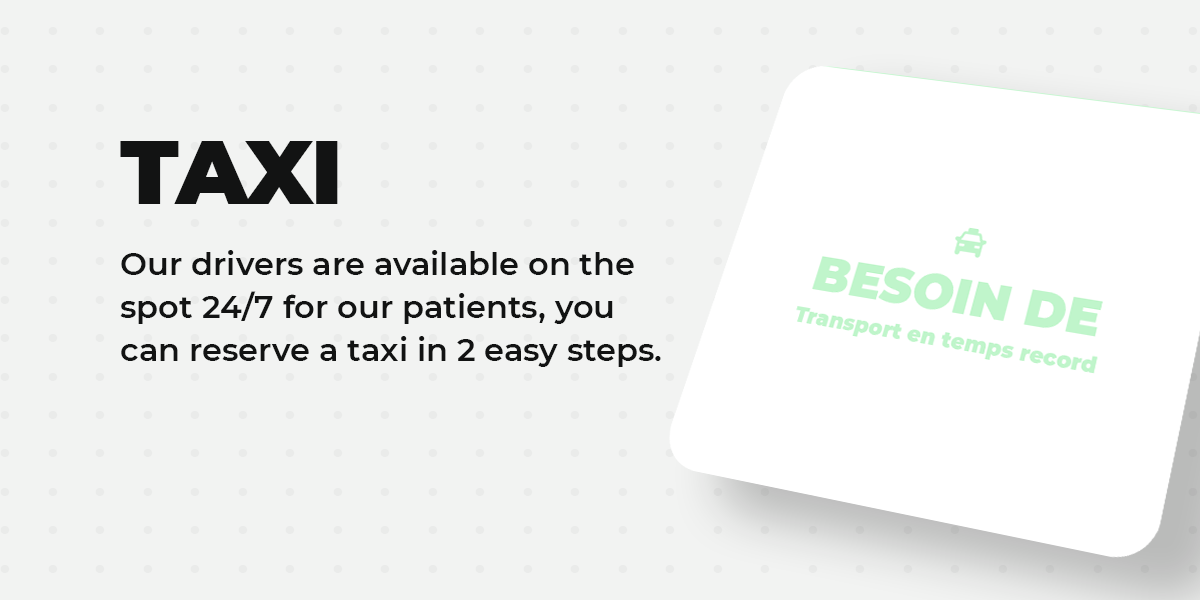 TAXI
Our drivers are available on the
spot 24/7 for our patients, you
can reserve a taxi in 2 easy steps.
BESOIN DE
Transport en temps record